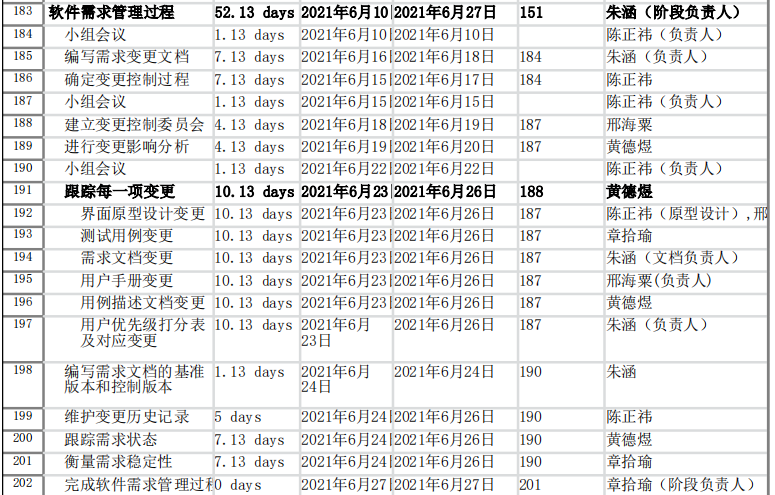 183 软件需求管理过程 52.13 days 2021年6月10 2021年6月27日 151 朱涵（阶段负责人）
184 小组会议 1.13 days 2021年6月10 2021年6月10日 陈正祎（负责人）
185 编写需求变更文档 7.13 days 2021年6月16 2021年6月18日 184 朱涵（负责人）
186 确定变更控制过程 7.13 days 2021年6月15 2021年6月17日 184 陈正祎
187 小组会议 1.13 days 2021年6月15 2021年6月15日 陈正祎（负责人）
188 建立变更控制委员会 4.13 days 2021年6月18 2021年6月19日 187 邢海粟
189 进行变更影响分析 4.13 days 2021年6月19 2021年6月20日 187 黄德煜
190 小组会议 1.13 days 2021年6月22 2021年6月22日 陈正祎（负责人）
191 跟踪每一项变更 10.13 days 2021年6月23 2021年6月26日 188 黄德煜
192 界面原型设计变更 10.13 days 2021年6月23 2021年6月26日 187 陈正祎（原型设计）,邢
193 测试用例变更 10.13 days 2021年6月23 2021年6月26日 187 章拾瑜
194 需求文档变更 10.13 days 2021年6月23 2021年6月26日 187 朱涵（文档负责人）
195 用户手册变更 10.13 days 2021年6月23 2021年6月26日 187 邢海粟(负责人)
196 用例描述文档变更 10.13 days 2021年6月23 2021年6月26日 187 黄德煜
197 用户优先级打分表 10.13 days 2021年6月 2021年6月26日 187 朱涵（负责人）
及对应变更 23日
198 编写需求文档的基准 1.13 days 2021年6月 2021年6月24日 190 朱涵
版本和控制版本 24日
199 维护变更历史记录 5 days 2021年6月24 2021年6月26日 190 陈正祎
200 跟踪需求状态 7.13 days 2021年6月24 2021年6月26日 190 黄德煜
201 衡量需求稳定性 7.13 days 2021年6月24 2021年6月26日 190 章拾瑜
202 完成软件需求管理过程 0 days 2021年6月27 2021年6月27日 201 章拾瑜（阶段负责人）